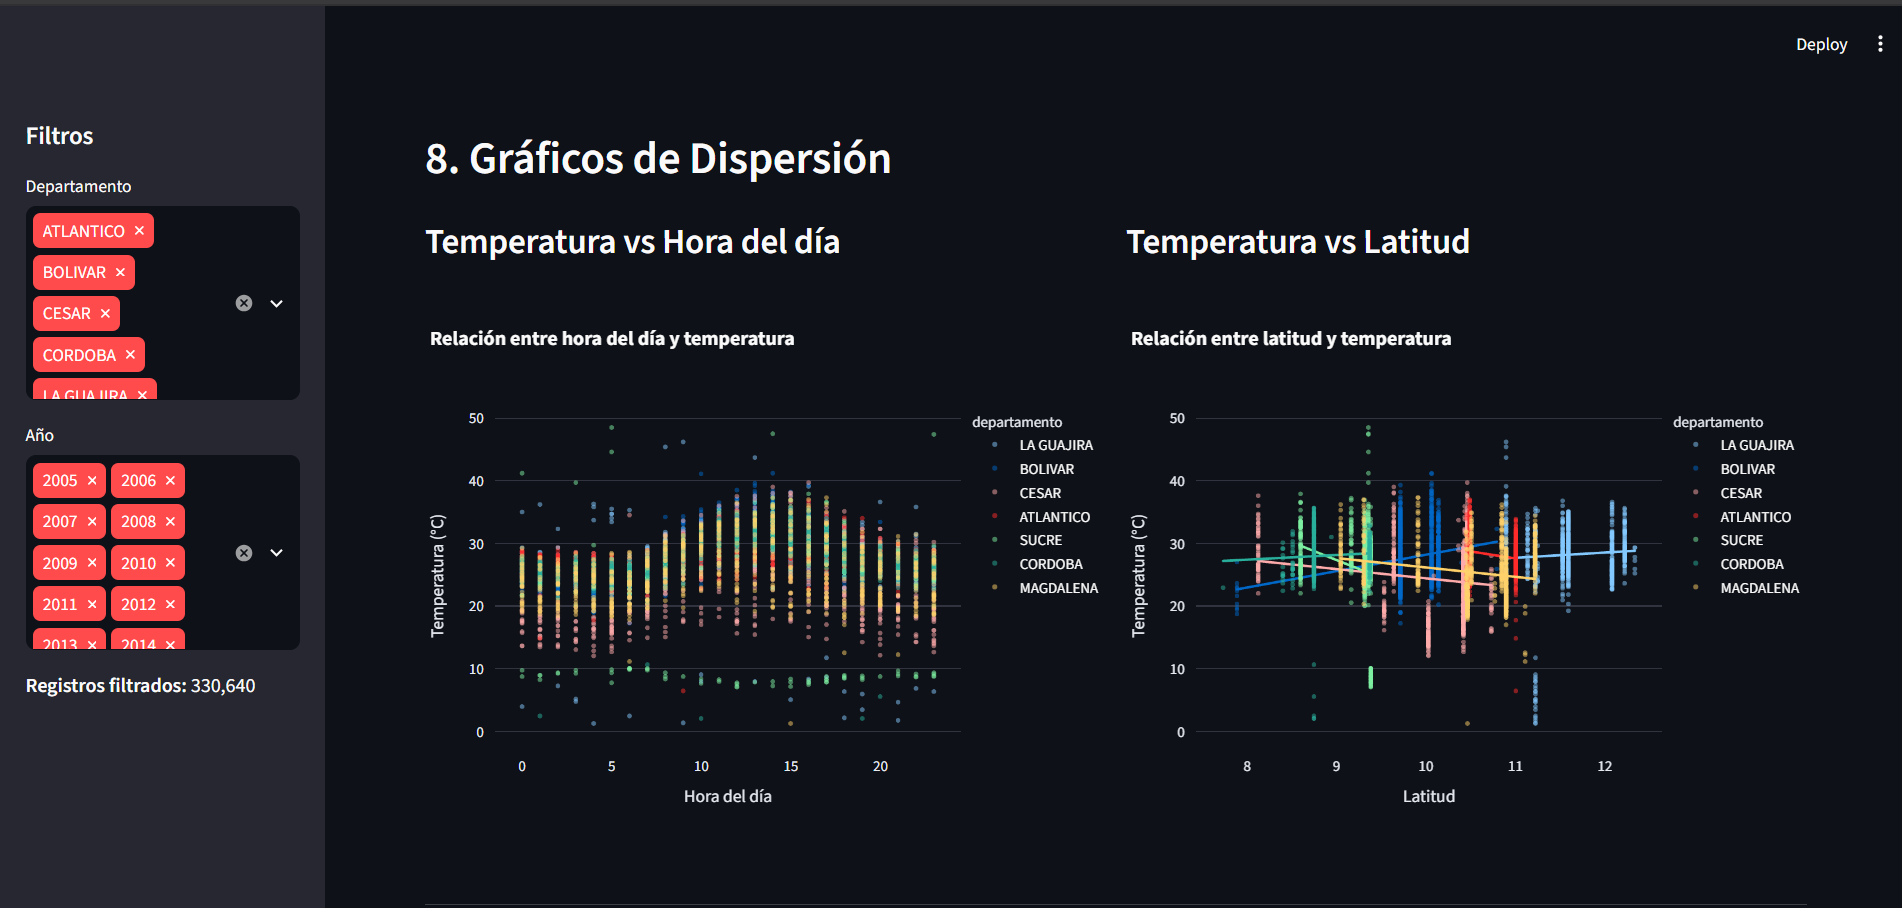 Deploy
Filtros
Departamento
ATLANTICO
BOLIVAR
CESAR
CORDOBA
LA GUAJIRA
Año
2005 2006
2007 2008
2009 2010
2011 2012
2013 2014
Registros filtrados: 330,640
8. Gráficos de Dispersión
Temperatura vs Hora del día
Relación entre hora del día y temperatura
Temperatura (°C)
50
40
30
20
10
0
0 5 10 15 20
Hora del día
departamento
LA GUAJIRA
BOLIVAR
CESAR
ATLANTICO
SUCRE
CORDOBA
MAGDALENA
Temperatura vs Latitud
Relación entre latitud y temperatura
Temperatura (°C)
50
40
30
20
10
0
8 9 10 11 12
Latitud
departamento
LA GUAJIRA
BOLIVAR
CESAR
ATLANTICO
SUCRE
CORDOBA
MAGDALENA